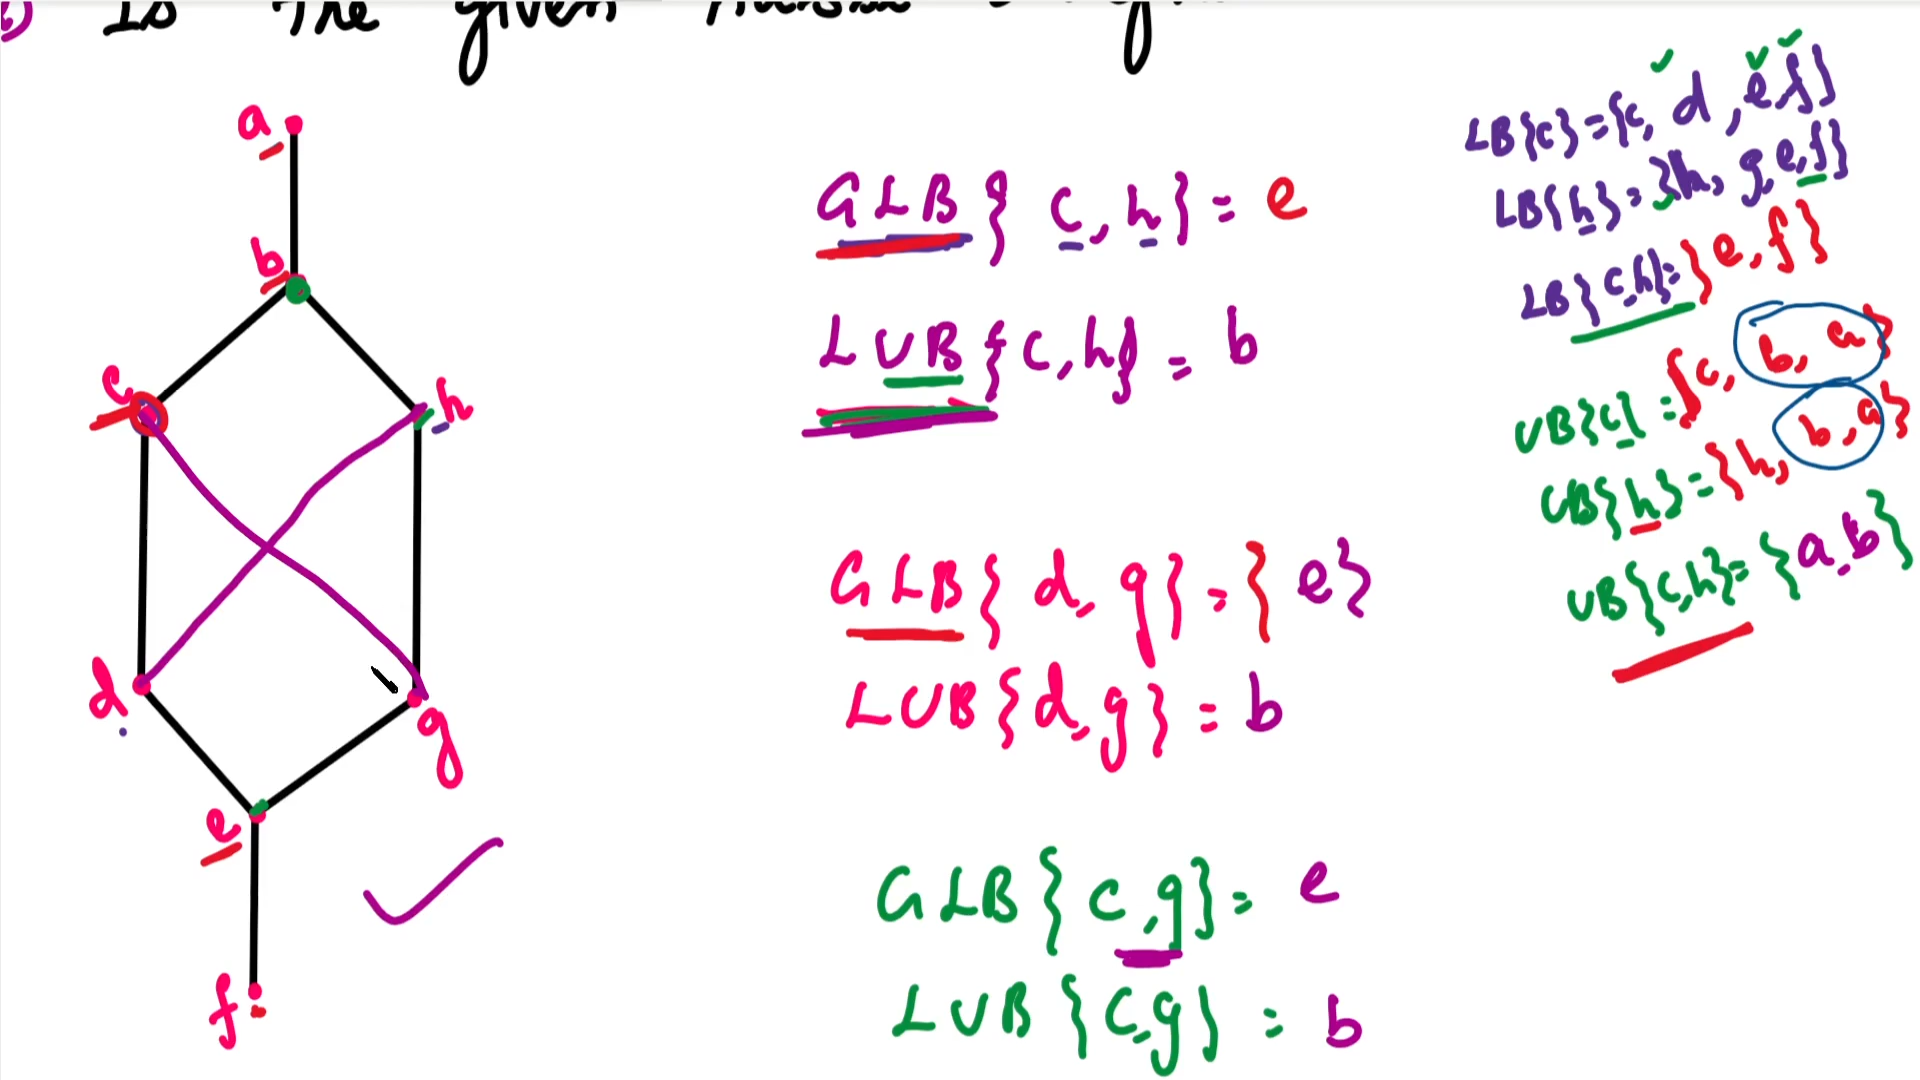 b) Is the given
a
b
c
h
d
g
e
f
GLB { c, h} = e
LUB {c, h} = b
GLB { d, g} = { e}
LUB {d, g} = b
GLB { c, g} = e
LUB {c, g} = b
LB{c} = {c, d, e, f}
LB{h} = {h, g, e, f}
LB{c,h} = {e, f}
UB{c} = {c, b, a}
UB{h} = {h, b, a}
UB{c,h} = {a, b}